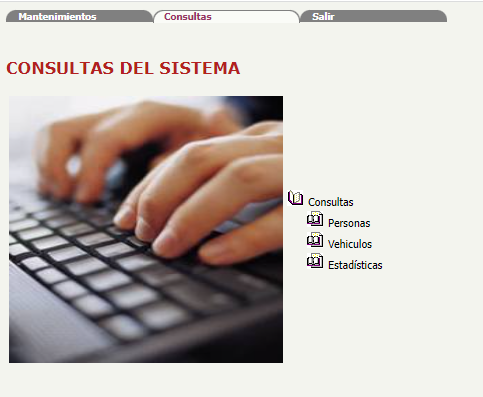 Mantenimientos Consultas Salir
CONSULTAS DEL SISTEMA
Consultas
Personas
Vehiculos
Estadísticas